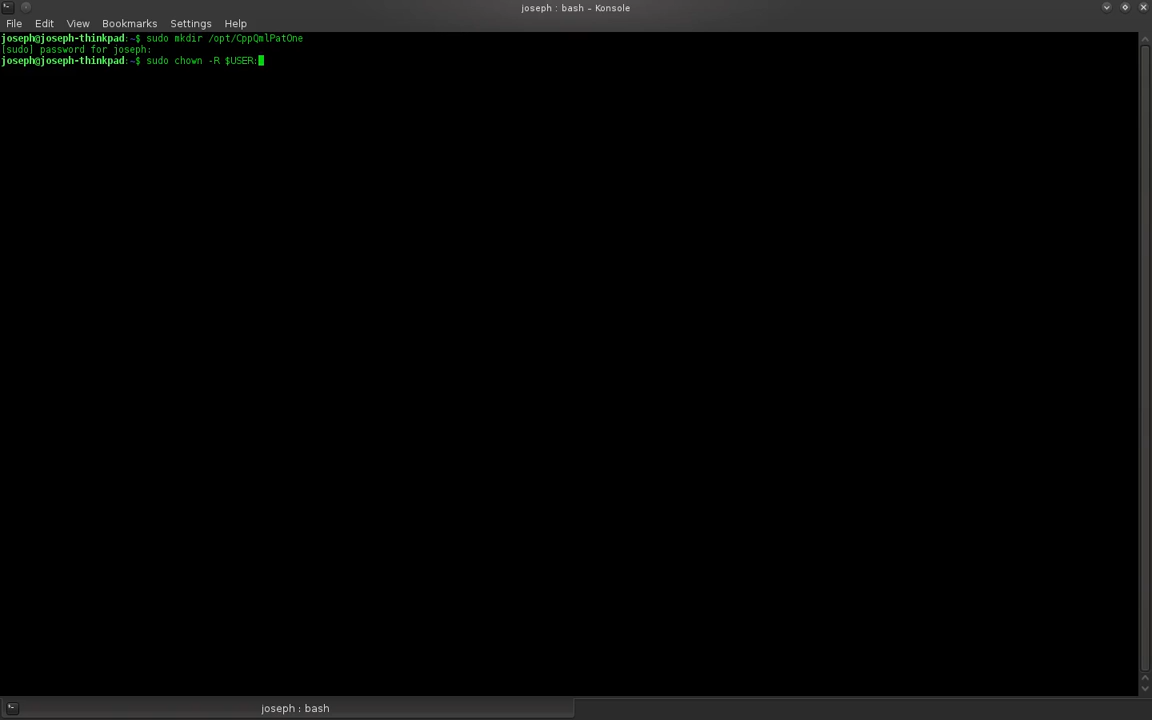 joseph : bash – Konsole
File Edit View Bookmarks Settings Help
joseph@joseph-thinkpad:~$ sudo mkdir /opt/CppQmlPatOne
[sudo] password for joseph:
joseph@joseph-thinkpad:~$ sudo chown -R $USER:
joseph : bash